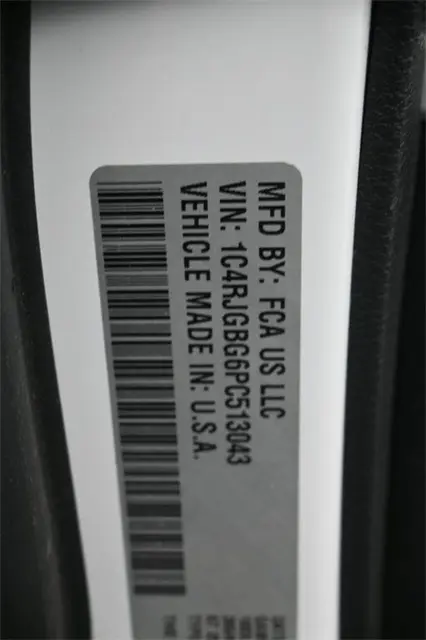 MFD BY: FCA US LLC
VIN: 1C4RJGBG6PC513043
VEHICLE MADE IN: U.S.A.